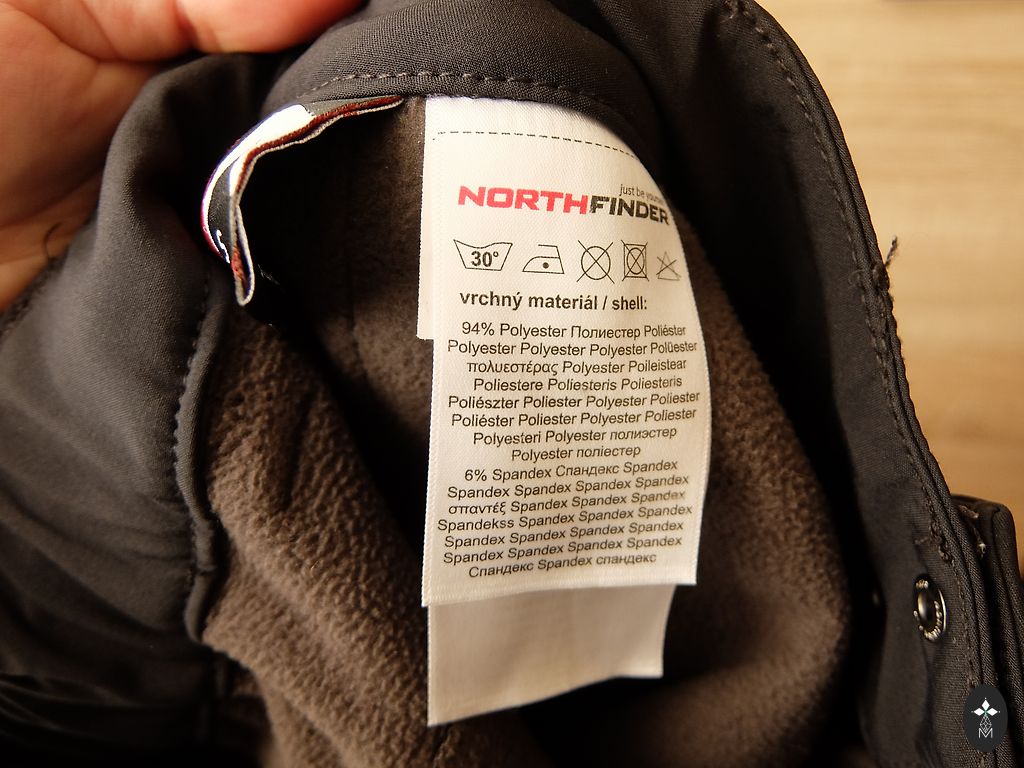 just be yourself
NORTHFINDER
30°
vrchný materiál / shell:
94% Polyester Полиестер Poliéster
Polyester Polyester Polyester Polüester
πολυεστέρας Polyester Poileistear
Poliestere Poliesteris Poliesteris
Poliészter Poliester Polyester Poliester
Poliéster Poliester Polyester Poliester
Polyesteri Polyester полиэстер
Polyester поліестер
6% Spandex Спандекс Spandex
Spandex Spandex Spandex Spandex
σπαντέξ Spandex Spandex Spandex
Spandekss Spandex Spandex Spandex
Spandex Spandex Spandex Spandex
Spandex Spandex Spandex Spandex
Спандекс Spandex спандекс
M